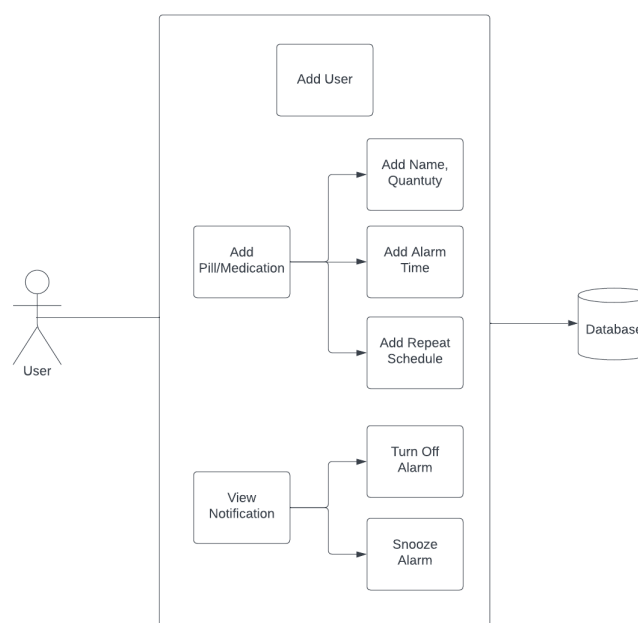 Add User
Add Name,
Quantuty
Add
Pill/Medication
Add Alarm
Time
Add Repeat
Schedule
User
Database
Turn Off
Alarm
View
Notification
Snooze
Alarm